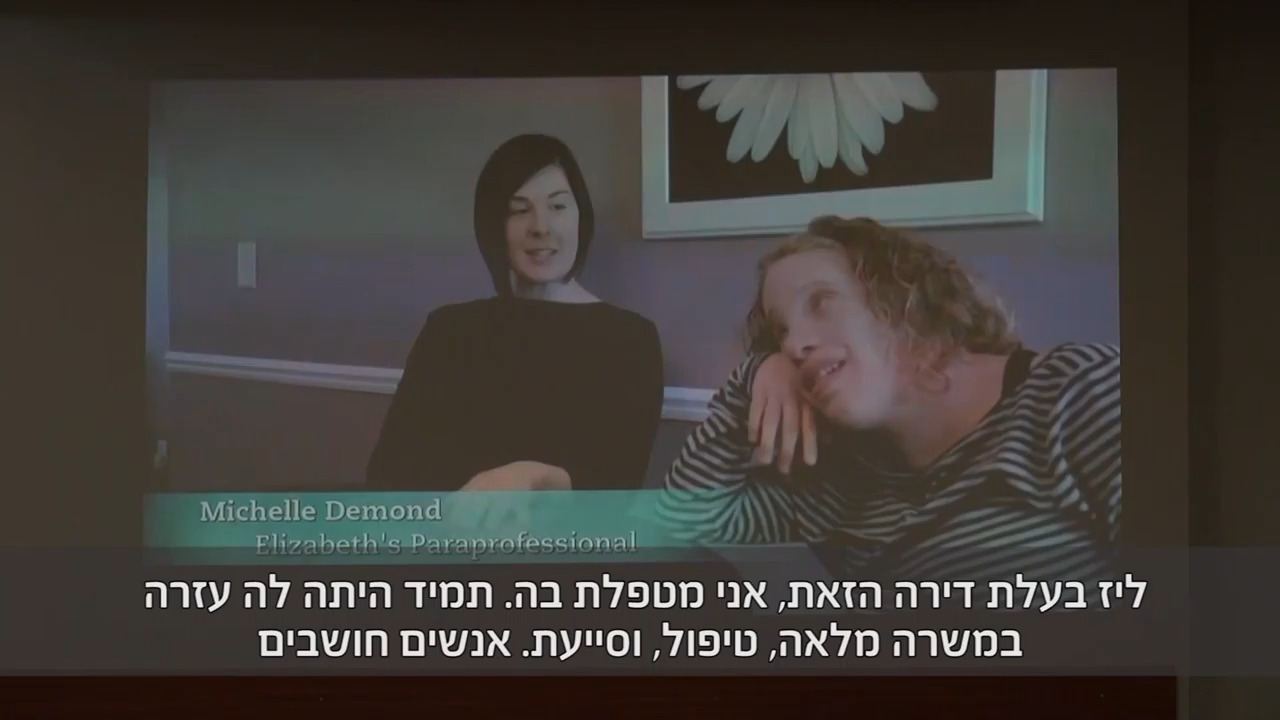 Michelle Demond
Elizabeth's Paraprofessional
ליז בעלת דירה הזאת, אני מטפלת בה. תמיד היתה לה עזרה
במשרה מלאה, טיפול, וסייעת. אנשים חושבים